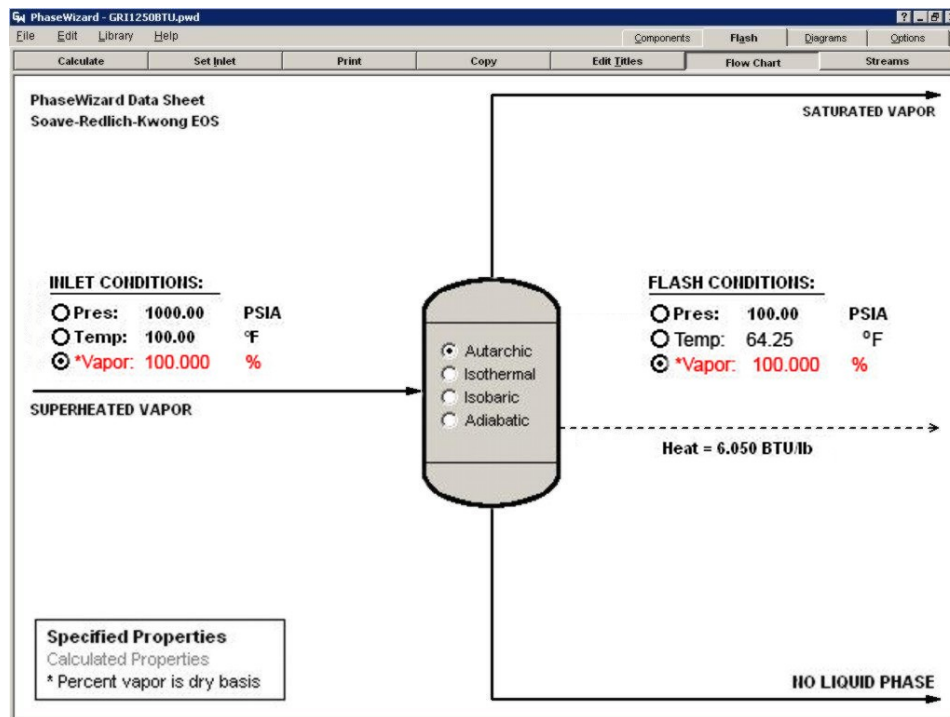 PhaseWizard - GRI1250BTU.pwd
File Edit Library Help Components Flash Diagrams Options
Calculate Set Inlet Print Copy Edit Titles Flow Chart Streams
PhaseWizard Data Sheet
Soave-Redlich-Kwong EOS
SATURATED VAPOR
INLET CONDITIONS:
Pres: 1000.00 PSIA
Temp: 100.00 °F
*Vapor: 100.000 %
SUPERHEATED VAPOR
Autarchic
Isothermal
Isobaric
Adiabatic
FLASH CONDITIONS:
Pres: 100.00 PSIA
Temp: 64.25 °F
*Vapor: 100.000 %
Heat = 6.050 BTU/lb
Specified Properties
Calculated Properties
* Percent vapor is dry basis
NO LIQUID PHASE